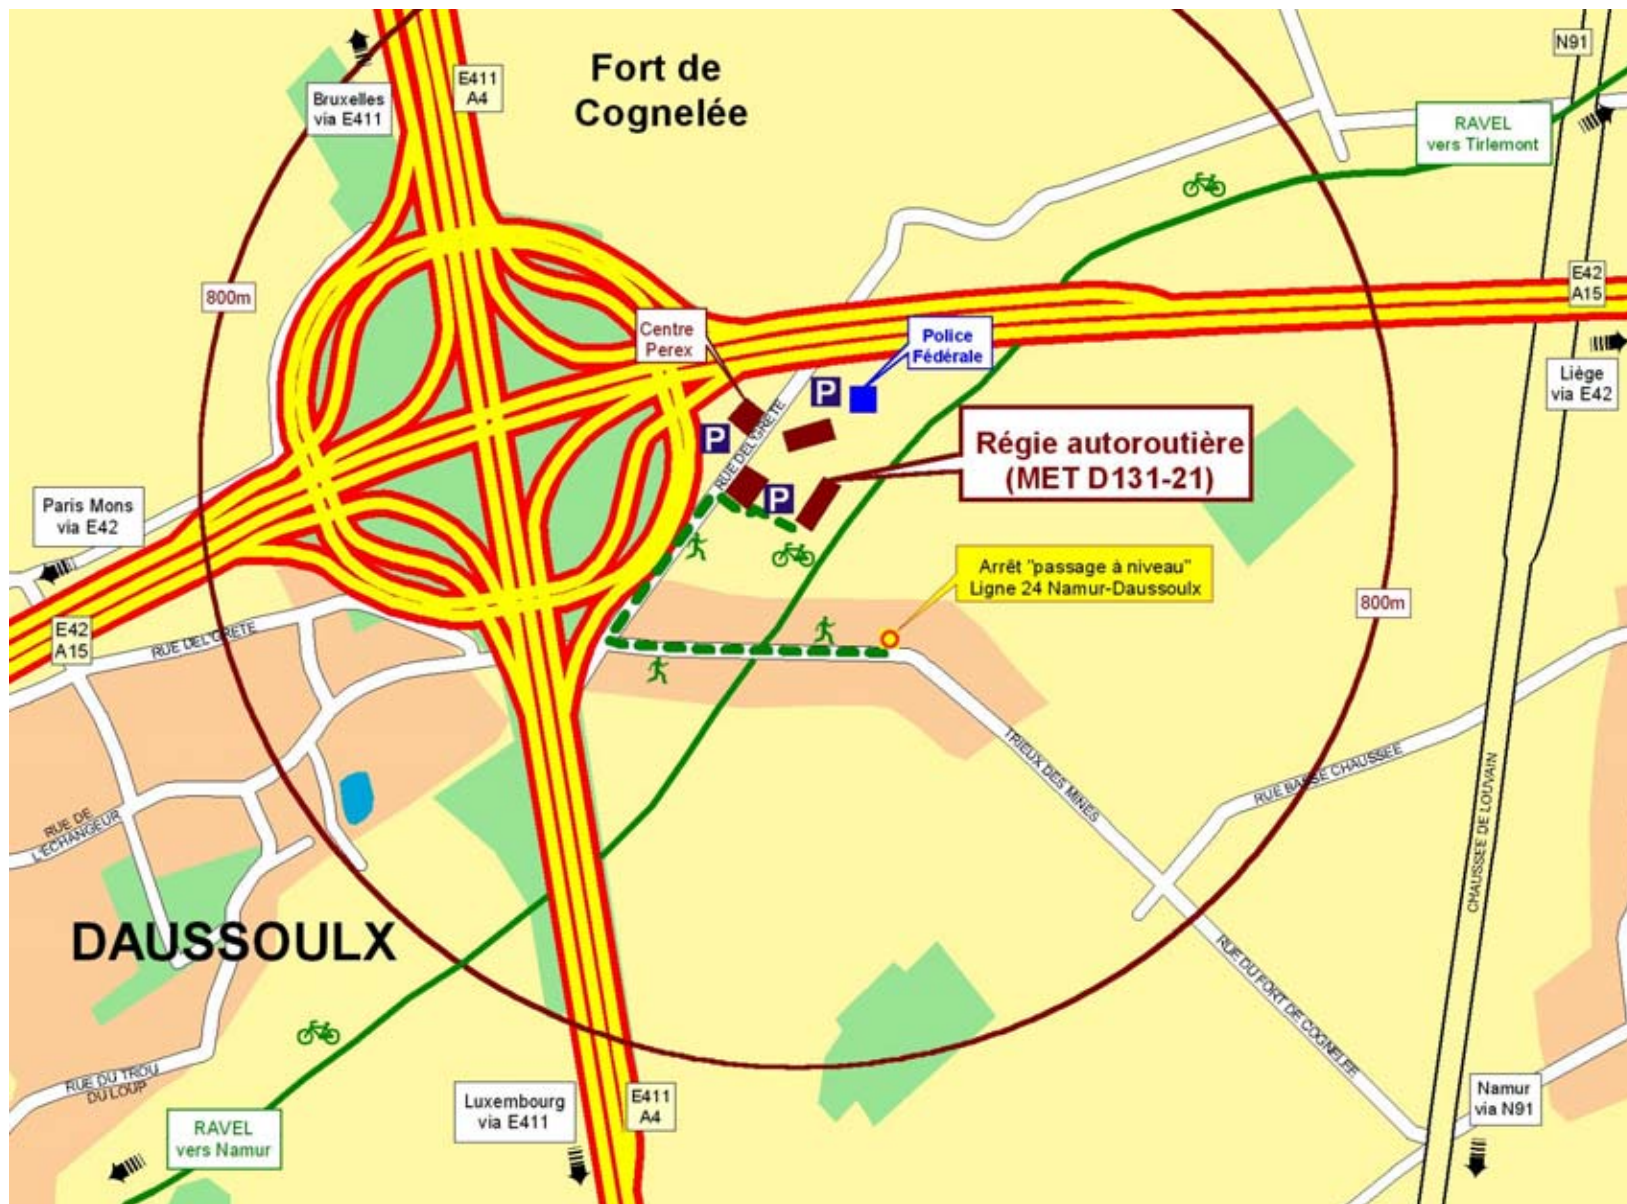 Fort de
Cognelée
N91
E411
A4
Bruxelles
via E411
RAVEL
vers Tirlemont
800m
E42
A15
Centre
Perex
Police
Fédérale
Liège
via E42
P
P
RUE DEL'GRETE
Régie autoroutière
(MET D131-21)
P
Paris Mons
via E42
Arrêt "passage à niveau"
Ligne 24 Namur-Daussoulx
800m
E42
A15
RUE DEL'GRETE
TRIEUX DES MINES
RUE BASSE CHAUSSEE
CHAUSSEE DE LOUVAIN
RUE DE
L'ECHANGEUR
DAUSSOULX
RUE DU FORT DE COGNELEE
RUE DU TROU
DU LOUP
Luxembourg
via E411
E411
A4
Namur
via N91
RAVEL
vers Namur